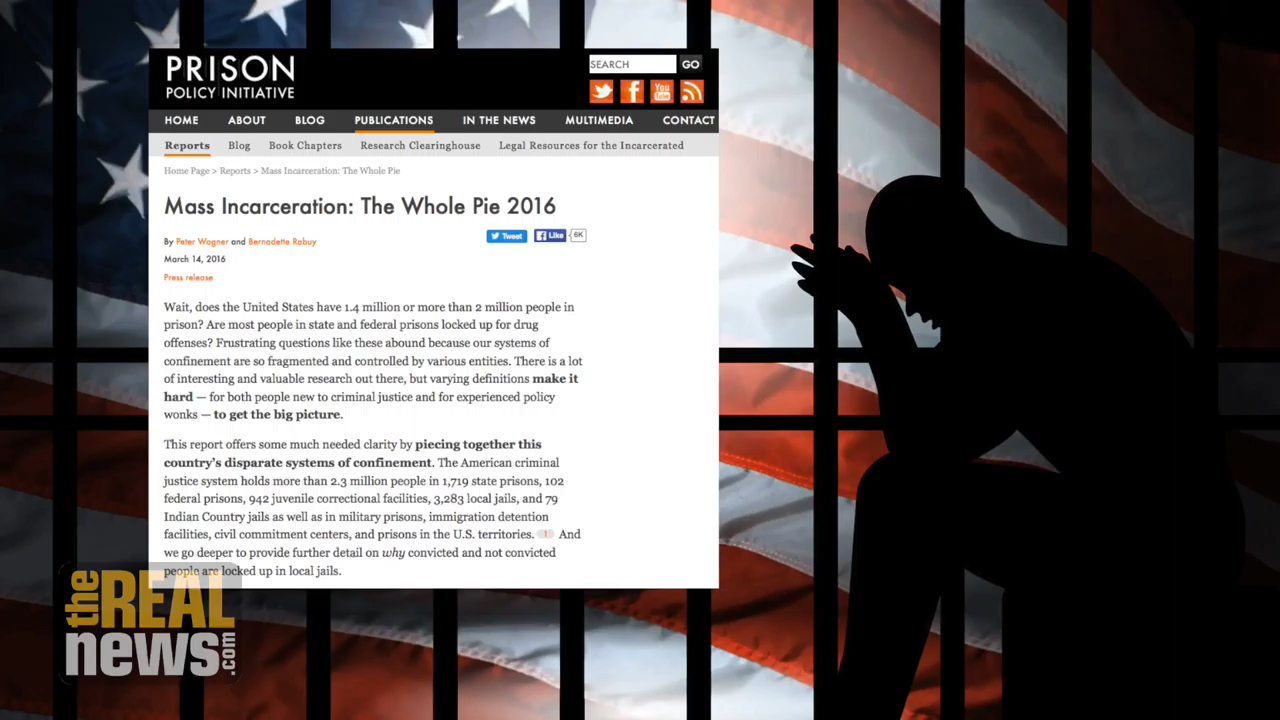 PRISON
POLICY INITIATIVE
SEARCH GO
You
Tube
HOME ABOUT BLOG PUBLICATIONS IN THE NEWS MULTIMEDIA CONTACT
Reports Blog Book Chapters Research Clearinghouse Legal Resources for the Incarcerated
Home Page > Reports > Mass Incarceration: The Whole Pie
Mass Incarceration: The Whole Pie 2016
By Peter Wagner and Bernadette Rabuy
Tweet Like 6K
March 14, 2016
Press release
Wait, does the United States have 1.4 million or more than 2 million people in
prison? Are most people in state and federal prisons locked up for drug
offenses? Frustrating questions like these abound because our systems of
confinement are so fragmented and controlled by various entities. There is a lot
of interesting and valuable research out there, but varying definitions make it
hard — for both people new to criminal justice and for experienced policy
wonks — to get the big picture.
This report offers some much needed clarity by piecing together this
country's disparate systems of confinement. The American criminal
justice system holds more than 2.3 million people in 1,719 state prisons, 102
federal prisons, 942 juvenile correctional facilities, 3,283 local jails, and 79
Indian Country jails as well as in military prisons, immigration detention
facilities, civil commitment centers, and prisons in the U.S. territories. 1 And
we go deeper to provide further detail on why convicted and not convicted
people are locked up in local jails.
the REAL
news.com